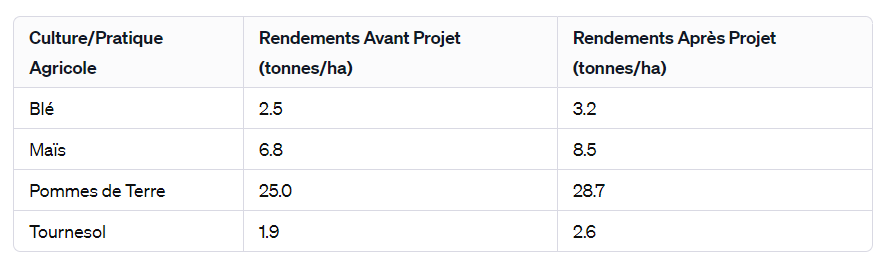 Culture/Pratique Agricole Rendements Avant Projet (tonnes/ha) Rendements Après Projet (tonnes/ha)
Blé 2.5 3.2
Maïs 6.8 8.5
Pommes de Terre 25.0 28.7
Tournesol 1.9 2.6